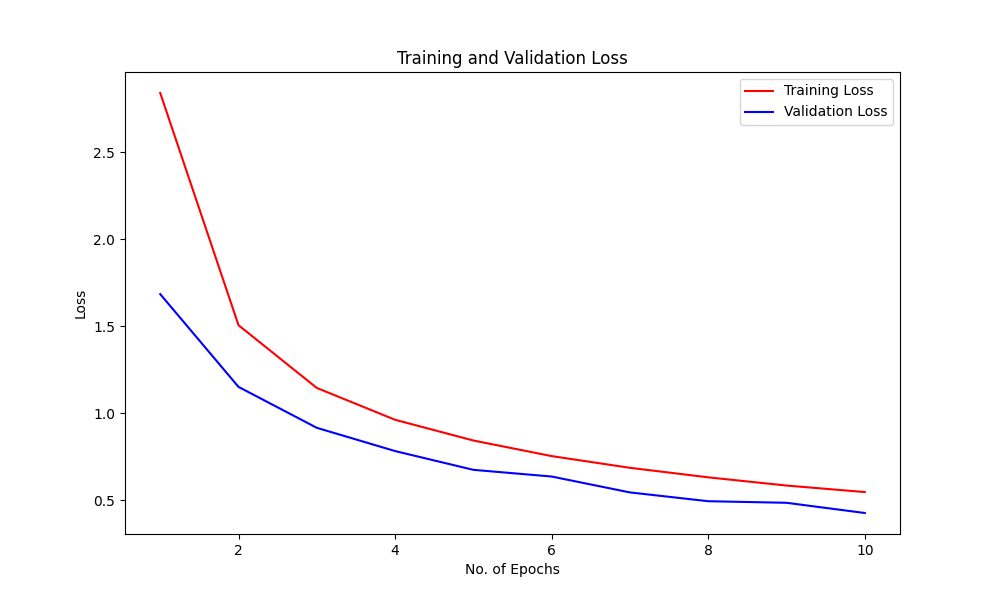 Training and Validation Loss
Training Loss
Validation Loss
2.5
2.0
1.5
1.0
0.5
Loss
2 4 6 8 10
No. of Epochs